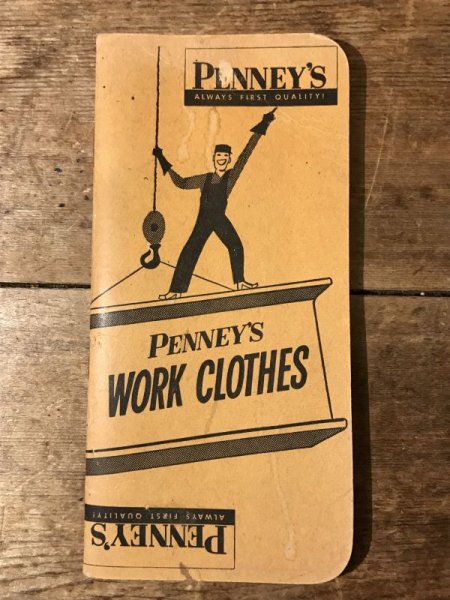 PENNEY'S
ALWAYS FIRST QUALITY!
PENNEY'S
WORK CLOTHES
PENNEY'S
ALWAYS FIRST QUALITY!